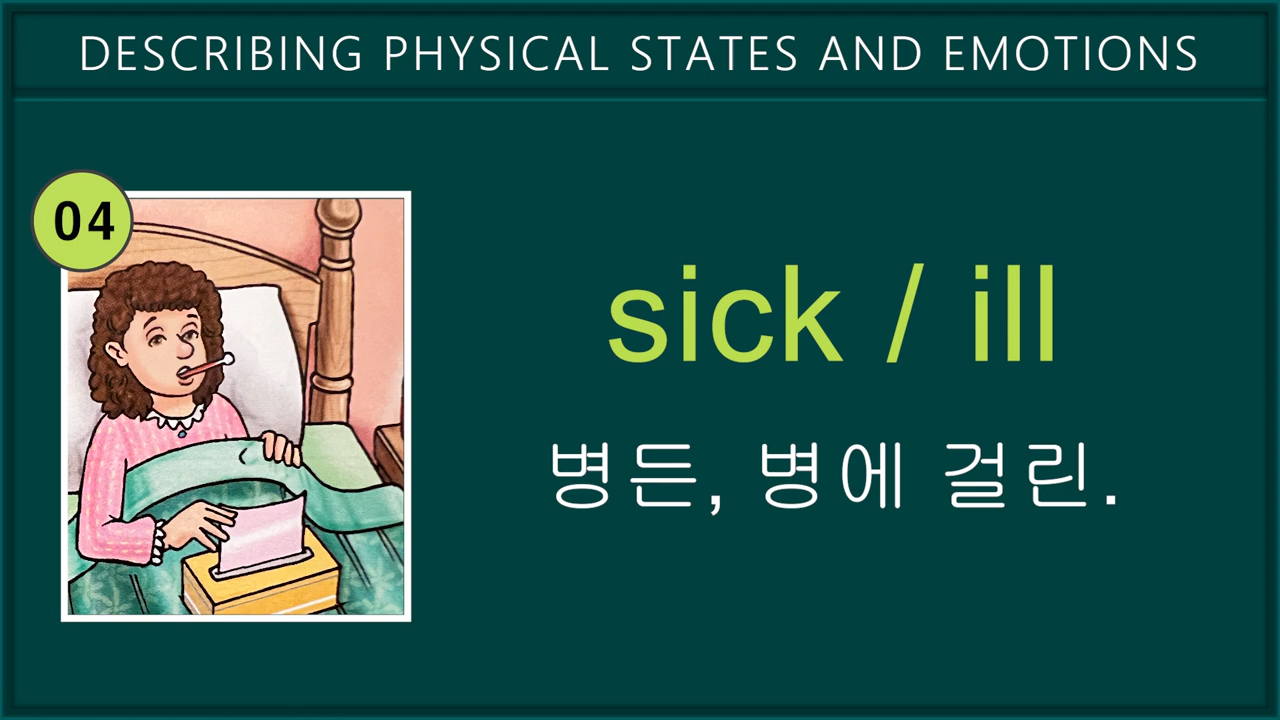 DESCRIBING PHYSICAL STATES AND EMOTIONS
04
sick / ill
병든, 병에 걸린.